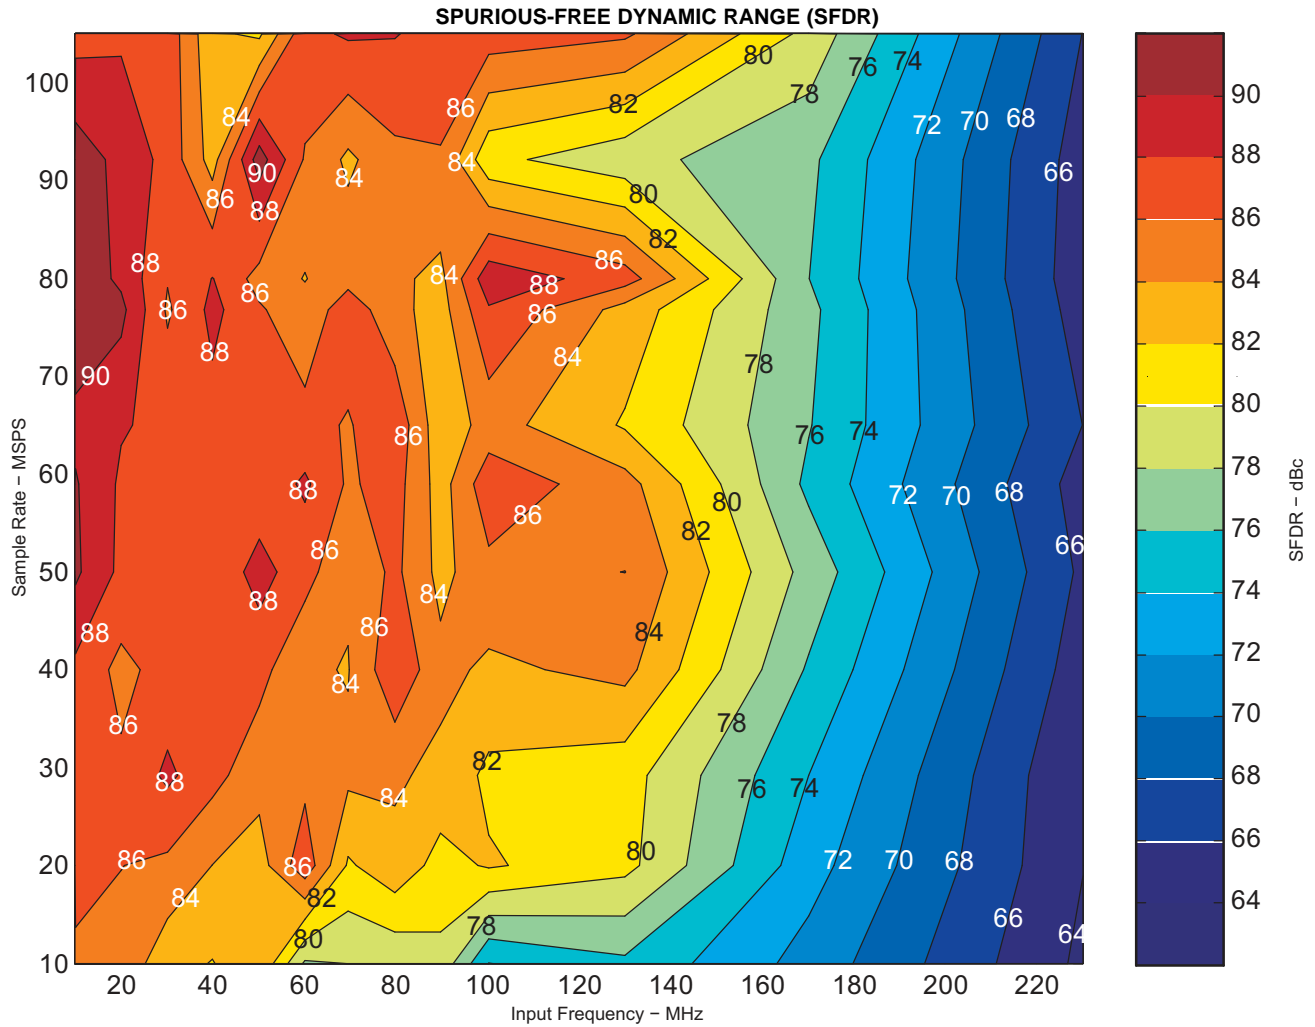 SPURIOUS-FREE DYNAMIC RANGE (SFDR)
100
90
80
70
60
50
40
30
20
10
Sample Rate – MSPS
80 76 74
86 82 78
84 72 70 68
90 84 84 66
86 88 80
88 82
88 84 86
86 86 88 86
88 84 78
90
86 76 74
88 86 80 72 70 68
86 82 66
88 84
88 86 84
84
86 78
88 82 84 76 74
86 86 80 72 70 68
84 82 66
80 78 64
20 40 60 80 100 120 140 160 180 200 220
Input Frequency – MHz
90
88
86
84
82
80
78
76
74
72
70
68
66
64
SFDR – dBc